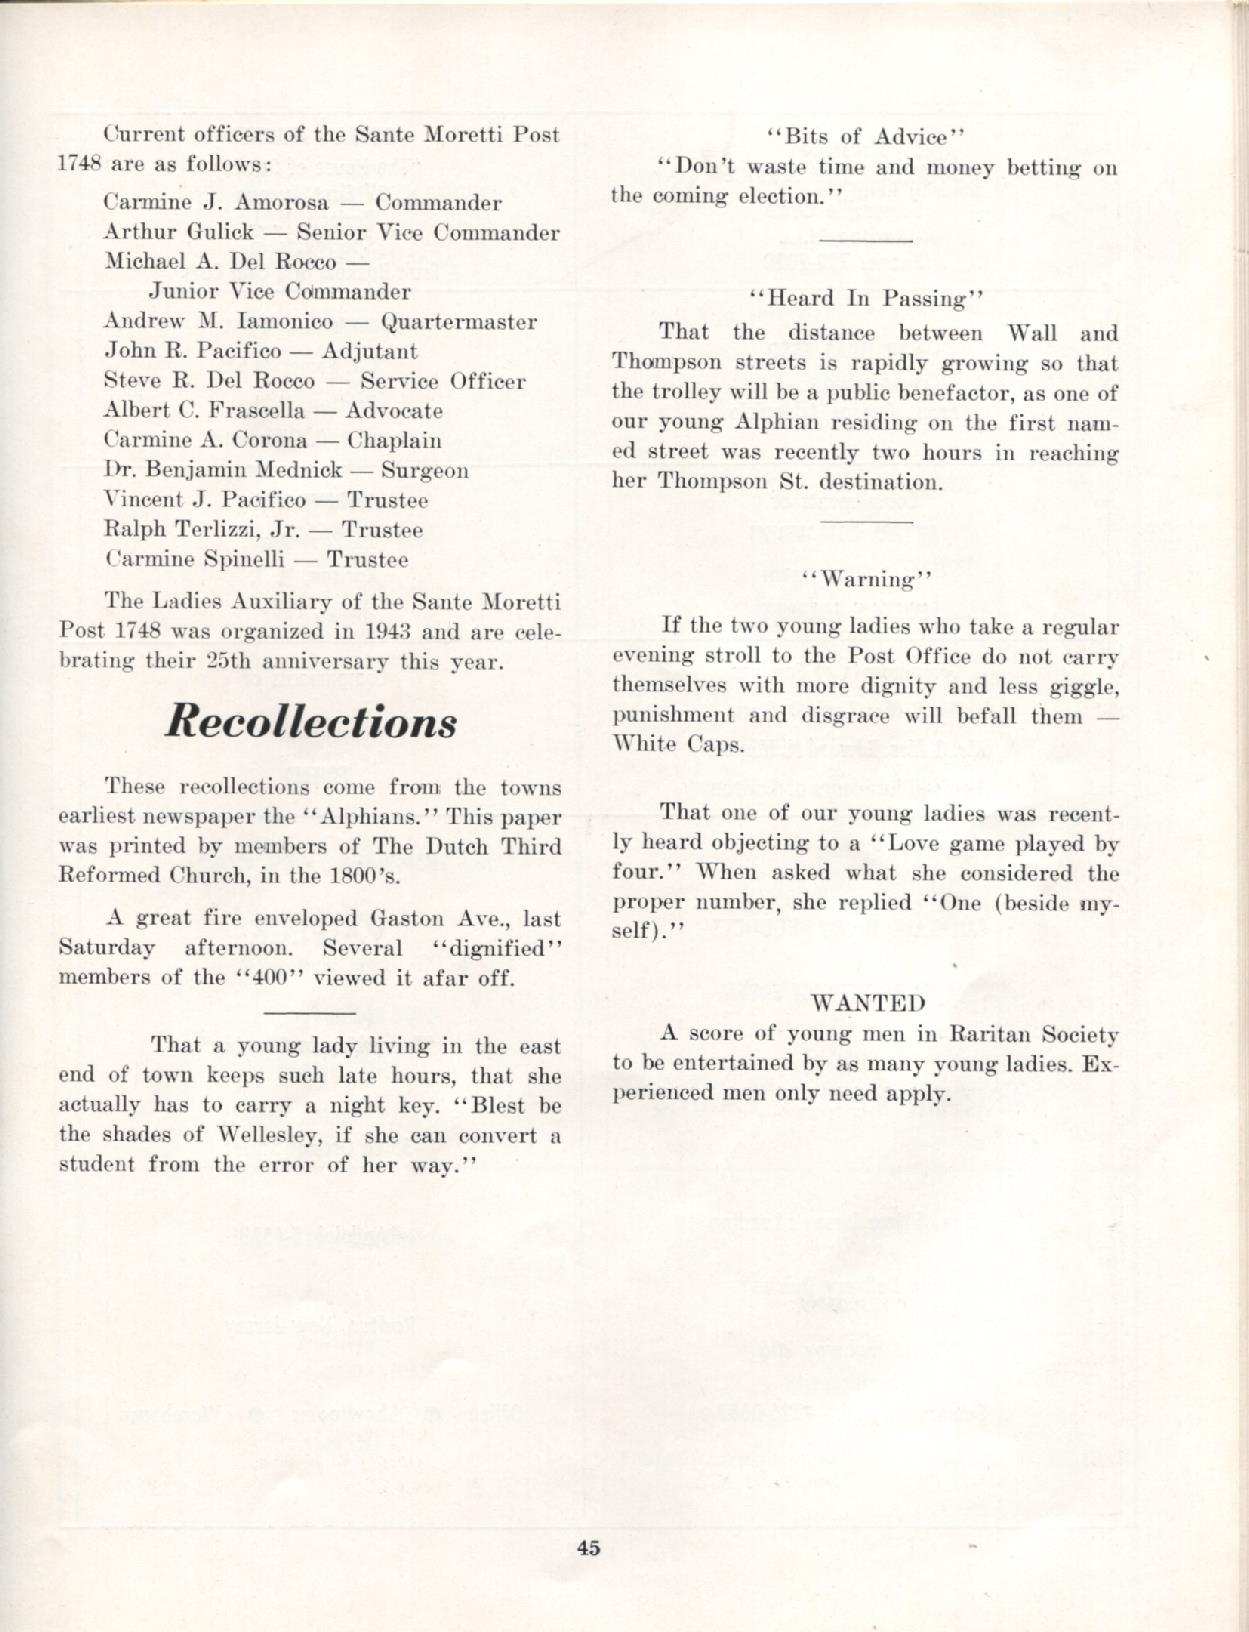 Current officers of the Sante Moretti Post
1748 are as follows:
Carmine J. Amorosa — Commander
Arthur Gulick — Senior Vice Commander
Michael A. Del Rocco —
Junior Vice Commander
Andrew M. Iamonico — Quartermaster
John R. Pacifico — Adjutant
Steve R. Del Rocco — Service Officer
Albert C. Frascella — Advocate
Carmine A. Corona — Chaplain
Dr. Benjamin Mednick — Surgeon
Vincent J. Pacifico — Trustee
Ralph Terlizzi, Jr. — Trustee
Carmine Spinelli — Trustee
The Ladies Auxiliary of the Sante Moretti
Post 1748 was organized in 1943 and are cele-
brating their 25th anniversary this year.
Recollections
These recollections come from the towns
earliest newspaper the ‘‘Alphians.’’ This paper
was printed by members of The Dutch Third
Reformed Church, in the 1800’s.
A great fire enveloped Gaston Ave., last
Saturday afternoon. Several ‘‘dignified’’
members of the ‘‘400’’ viewed it afar off.
That a young lady living in the east
end of town keeps such late hours, that she
actually has to carry a night key. ‘‘Blest be
the shades of Wellesley, if she can convert a
student from the error of her way.’’
‘‘Bits of Advice’’
‘‘Don’t waste time and money betting on
the coming election.’’
‘‘Heard In Passing’’
That the distance between Wall and
Thompson streets is rapidly growing so that
the trolley will be a public benefactor, as one of
our young Alphian residing on the first nam-
ed street was recently two hours in reaching
her Thompson St. destination.
‘‘Warning’’
If the two young ladies who take a regular
evening stroll to the Post Office do not carry
themselves with more dignity and less giggle,
punishment and disgrace will befall them —
White Caps.
That one of our young ladies was recent-
ly heard objecting to a ‘‘Love game played by
four.’’ When asked what she considered the
proper number, she replied ‘‘One (beside my-
self).’’
WANTED
A score of young men in Raritan Society
to be entertained by as many young ladies. Ex-
perienced men only need apply.
45